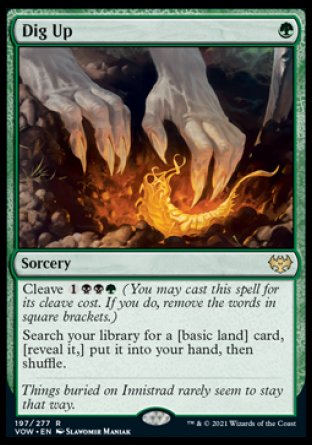 Dig Up
Sorcery
Cleave 1 (You may cast this spell for
its cleave cost. If you do, remove the words in
square brackets.)
Search your library for a [basic land] card,
[reveal it,] put it into your hand, then
shuffle.
Things buried on Innistrad rarely seem to stay
that way.
197/277 R
VOW • EN Slawomir Maniak
™ & © 2021 Wizards of the Coast